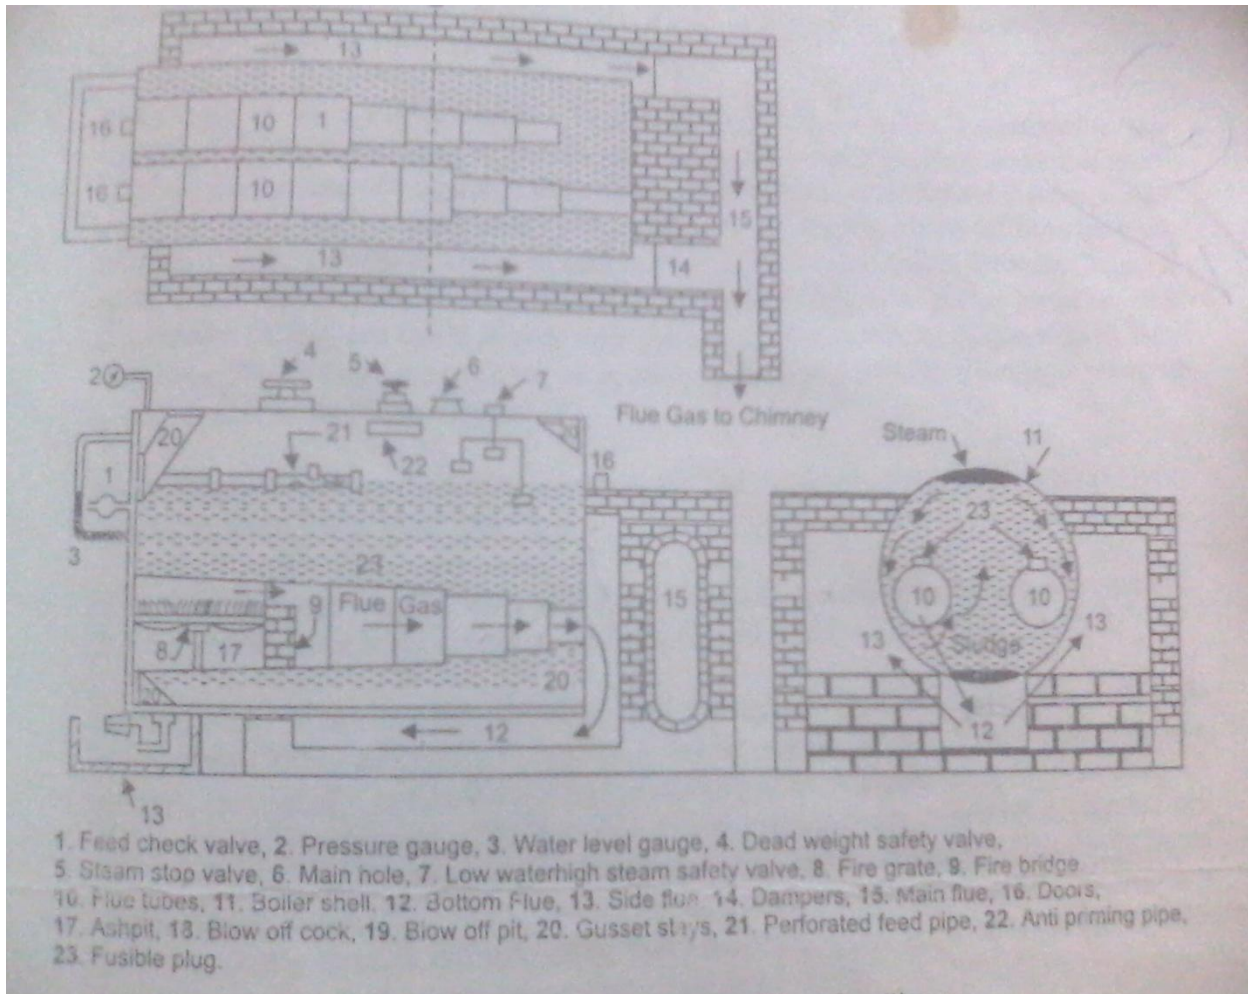 13
16 10 1
16 10
15
13
14
4
5 6
2 7
Flue Gas to Chimney
20 21
Steam 11
22 16
1
23
3
23
9 Flue Gas 15 10 10
8 17
13 13
Sludge
20
12 12
13
1. Feed check valve, 2. Pressure gauge, 3. Water level gauge, 4. Dead weight safety valve,
5. Steam stop valve, 6. Main hole, 7. Low waterhigh steam safety valve, 8. Fire grate, 9. Fire bridge
10. Flue tubes, 11. Boiler shell, 12. Bottom Flue, 13. Side flue 14. Dampers, 15. Main flue, 16. Doors,
17. Ashpit, 18. Blow off cock, 19. Blow off pit, 20. Gusset stays, 21. Perforated feed pipe, 22. Anti priming pipe,
23. Fusible plug.